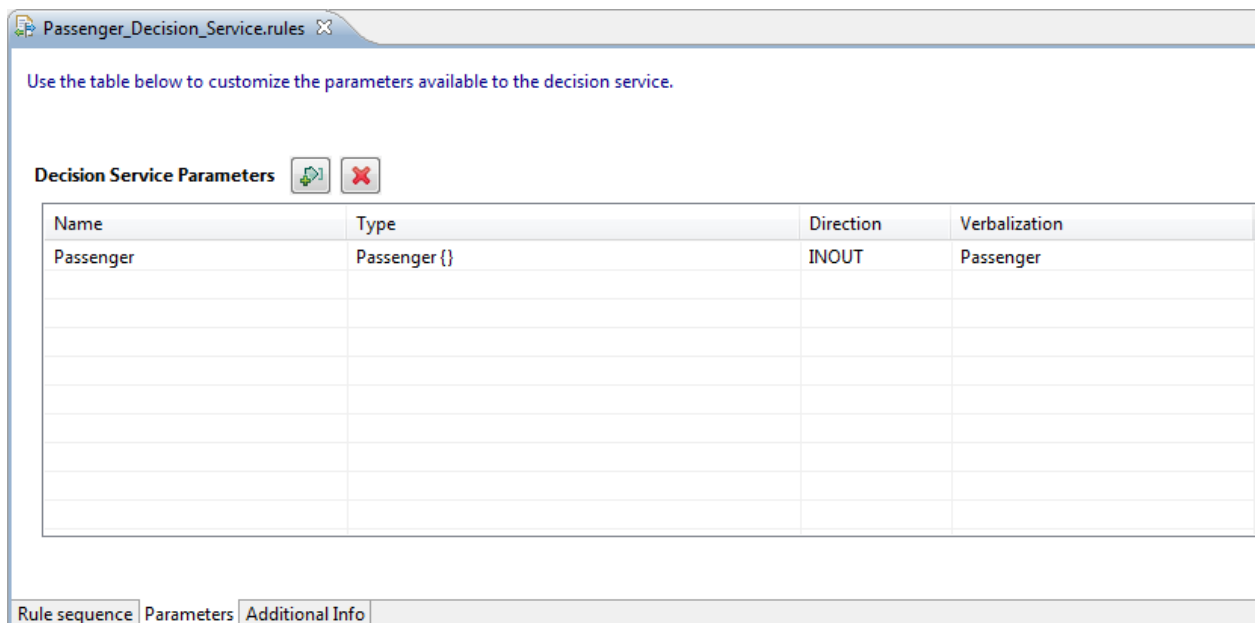 Passenger_Decision_Service.rules
Use the table below to customize the parameters available to the decision service.
Decision Service Parameters
Name Type Direction Verbalization
Passenger Passenger {} INOUT Passenger
Rule sequence Parameters Additional Info